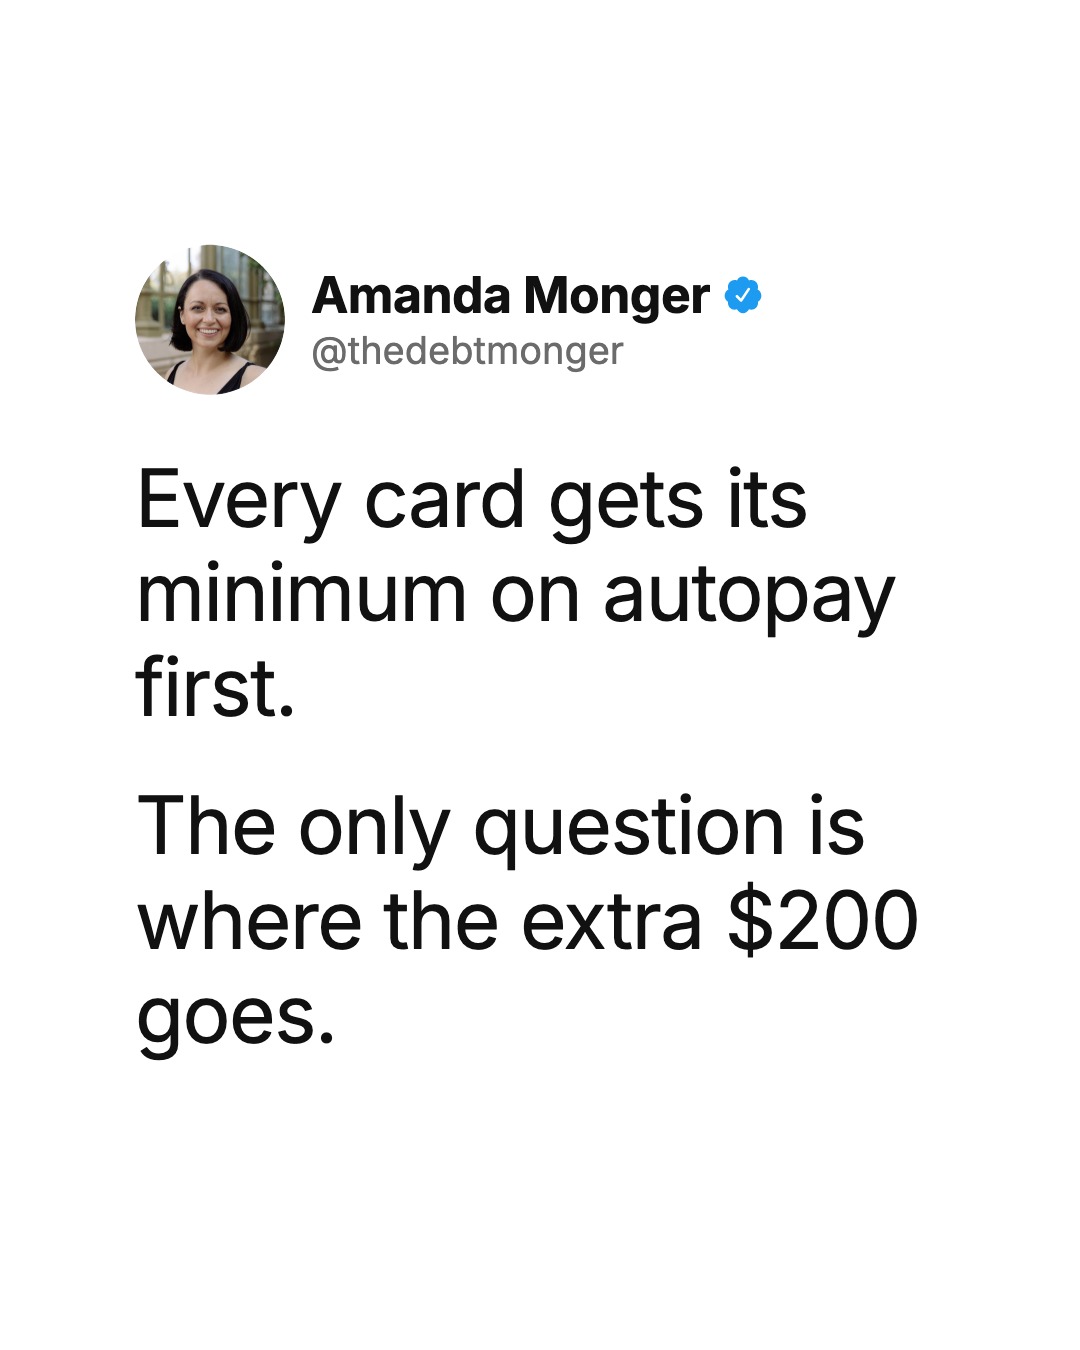 Amanda Monger
@thedebtmonger
Every card gets its
minimum on autopay
first.
The only question is
where the extra $200
goes.